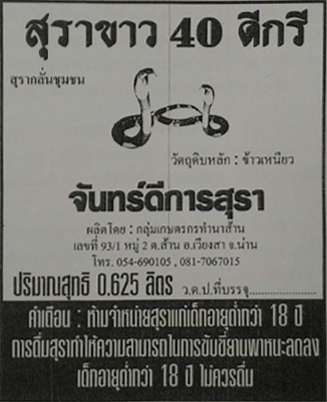 สุราขาว 40 ดีกรี
สุรากลั่นชุมชน
วัตถุดิบหลัก : ข้าวเหนียว
จันทร์ดีการสุรา
ผลิตโดย : กลุ่มเกษตรกรทำนาส้าน
เลขที่ 93/1 หมู่ 2 ต.ส้าน อ.เวียงสา จ.น่าน
โทร. 054-690105 , 081-7067015
ปริมาณสุทธิ 0.625 ลิตร ว.ด.ป.ที่บรรจุ....................
คำเตือน : ห้ามจำหน่ายสุราแก่เด็กอายุต่ำกว่า 18 ปี
การดื่มสุราทำให้ความสามารถในการขับขี่ยานพาหนะลดลง
เด็กอายุต่ำกว่า 18 ปี ไม่ควรดื่ม